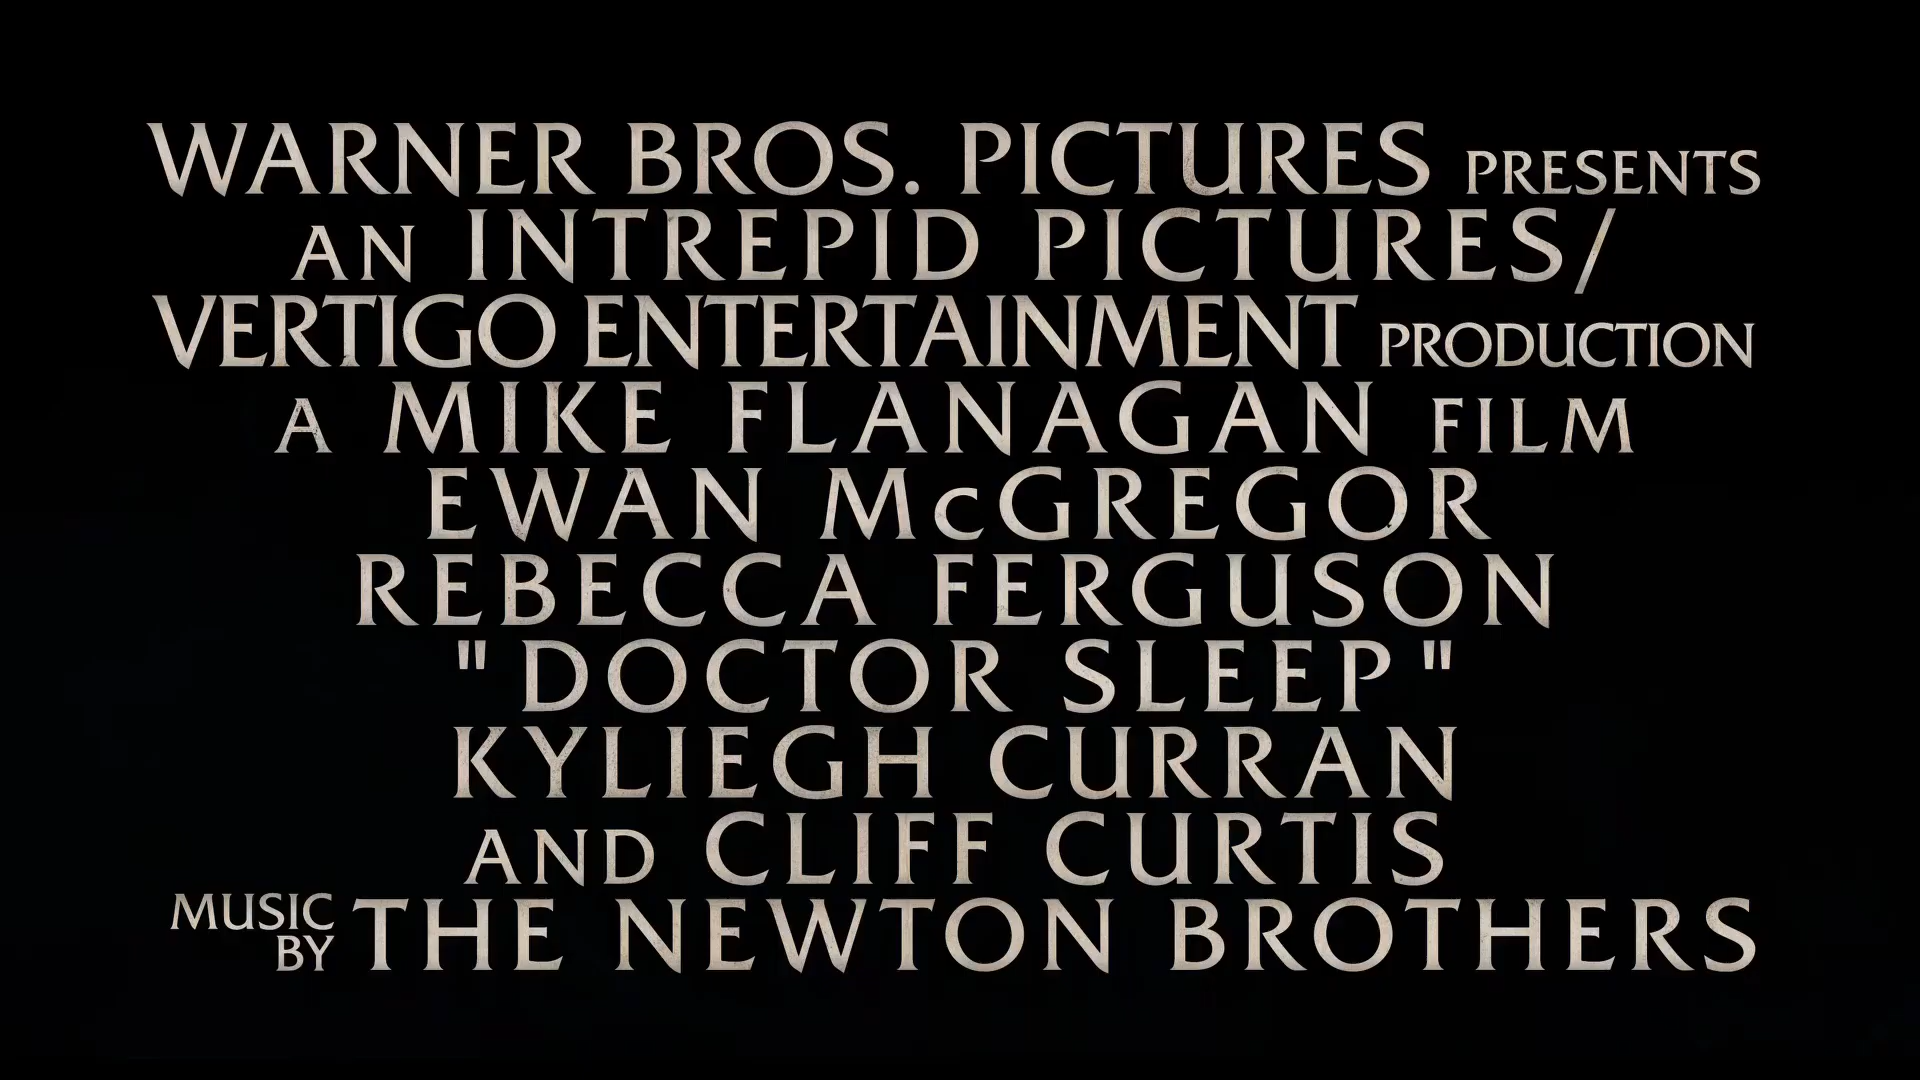 WARNER BROS. PICTURES PRESENTS
AN INTREPID PICTURES/
VERTIGO ENTERTAINMENT PRODUCTION
A MIKE FLANAGAN FILM
EWAN McGREGOR
REBECCA FERGUSON
"DOCTOR SLEEP"
KYLIEGH CURRAN
AND CLIFF CURTIS
MUSIC BY THE NEWTON BROTHERS